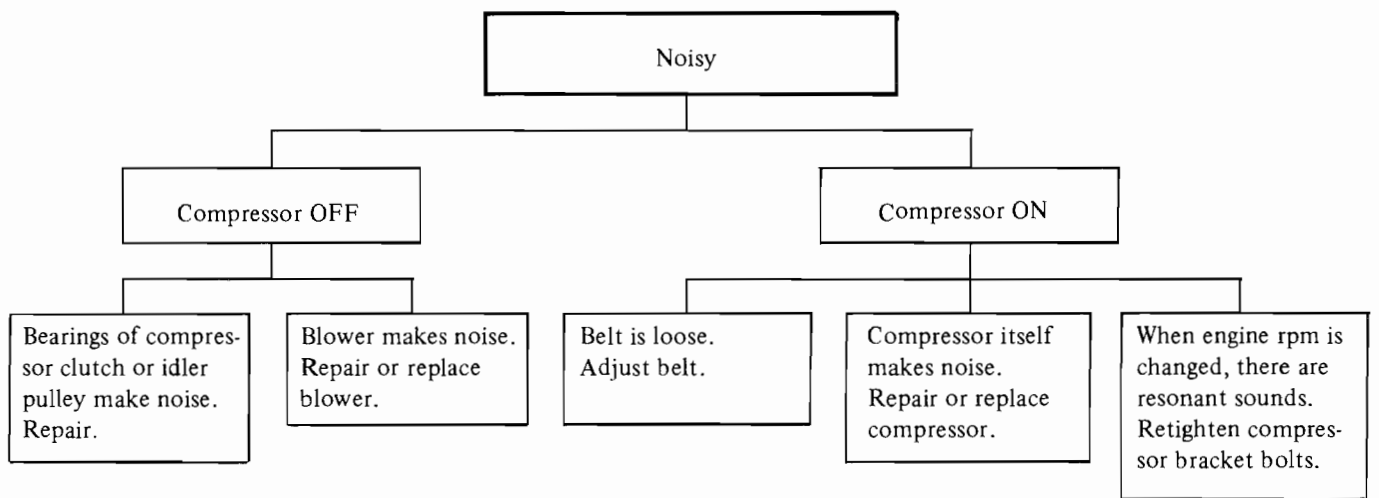 Noisy
Compressor OFF
Compressor ON
Bearings of compres-
sor clutch or idler
pulley make noise.
Repair.
Blower makes noise.
Repair or replace
blower.
Belt is loose.
Adjust belt.
Compressor itself
makes noise.
Repair or replace
compressor.
When engine rpm is
changed, there are
resonant sounds.
Retighten compres-
sor bracket bolts.